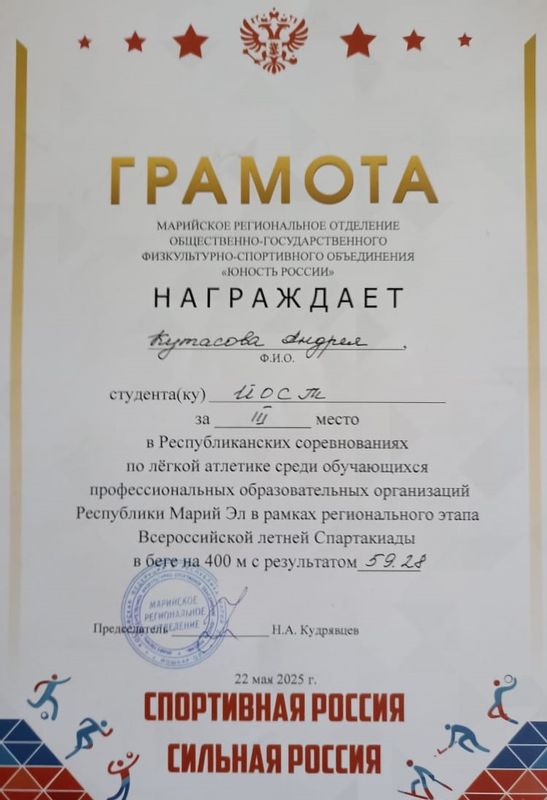 ГРАМОТА
МАРИЙСКОЕ РЕГИОНАЛЬНОЕ ОТДЕЛЕНИЕ
ОБЩЕСТВЕННО-ГОСУДАРСТВЕННОГО
ФИЗКУЛЬТУРНО-СПОРТИВНОГО ОБЪЕДИНЕНИЯ
«ЮНОСТЬ РОССИИ»
НАГРАЖДАЕТ
Кутасова Андрея,
Ф.И.О.
студента(ку) ЙОСТ
за III место
в Республиканских соревнованиях
по лёгкой атлетике среди обучающихся
профессиональных образовательных организаций
Республики Марий Эл в рамках регионального этапа
Всероссийской летней Спартакиады
в беге на 400 м с результатом 59.28
МАРИЙСКОЕ
РЕГИОНАЛЬНОЕ
ОТДЕЛЕНИЕ
Председатель Н.А. Кудрявцев
22 мая 2025 г.
СПОРТИВНАЯ РОССИЯ
СИЛЬНАЯ РОССИЯ